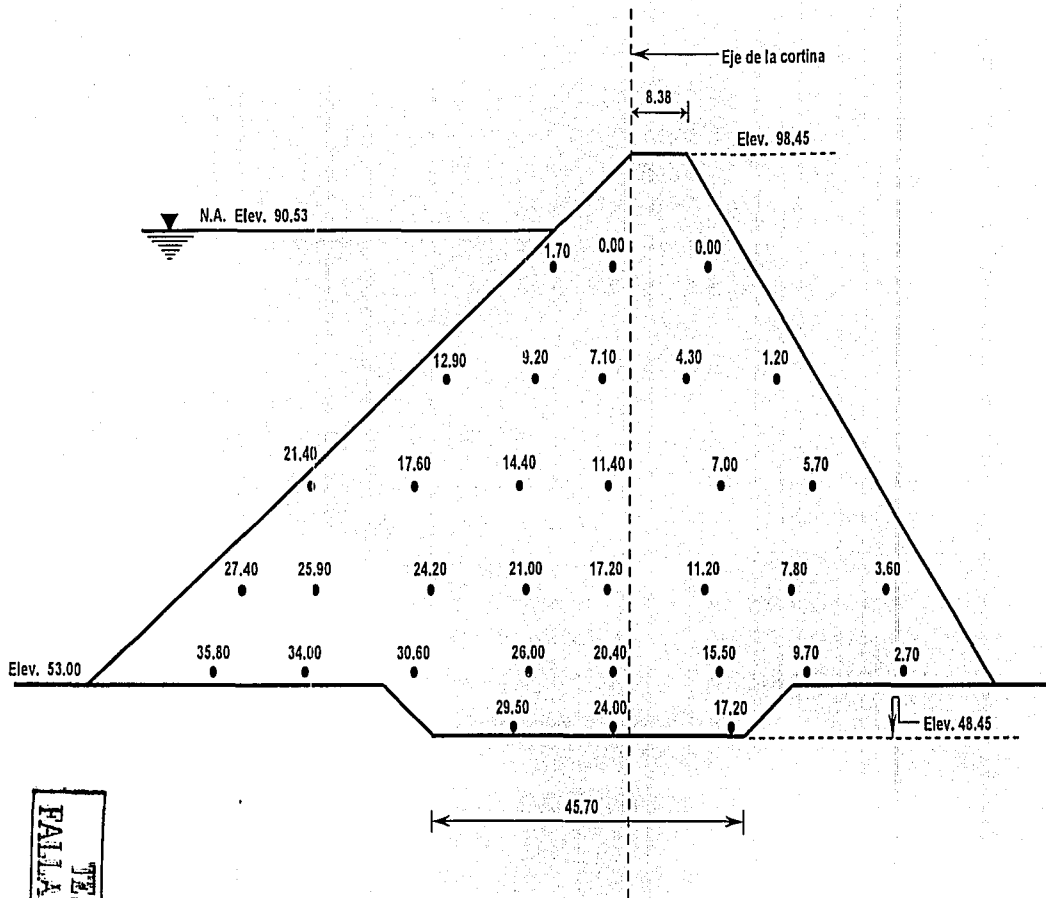 Eje de la cortina
8.38
Elev. 98.45
N.A. Elev. 90.53
1.70 0.00 0.00
12.90 9.20 7.10 4.30 1.20
21.40 17.60 14.40 11.40 7.00 5.70
27.40 25.90 24.20 21.00 17.20 11.20 7.80 3.60
Elev. 53.00 35.80 34.00 30.60 26.00 20.40 15.50 9.70 2.70
29.50 24.00 17.20 Elev. 48.45
45.70
FALLA